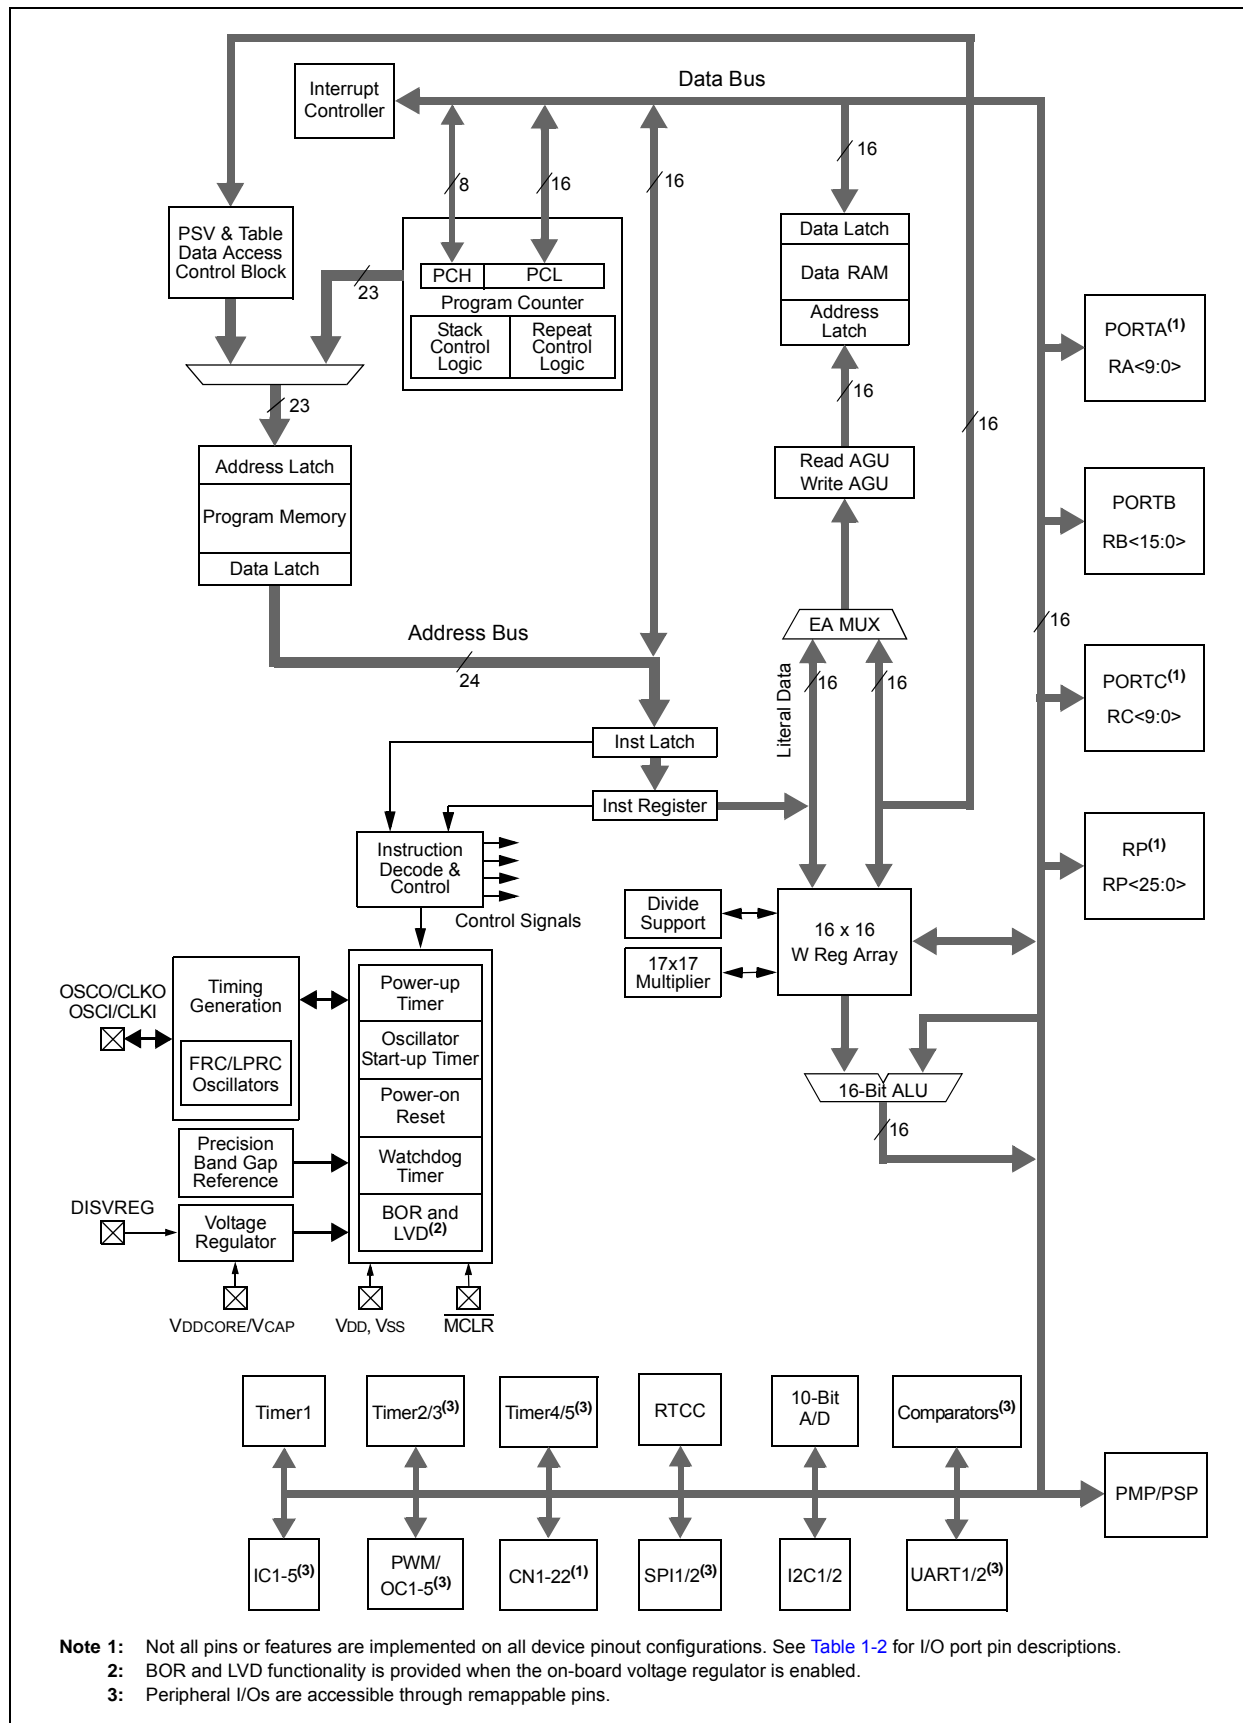 Data Bus
Interrupt
Controller
16
8
16
16
PSV & Table
Data Access
Control Block
Data Latch
Data RAM
Address
Latch
PCH
PCL
23
Program Counter
Stack
Control
Logic
Repeat
Control
Logic
PORTA(1)
RA<9:0>
23
16
16
Address Latch
Program Memory
Data Latch
Read AGU
Write AGU
PORTB
RB<15:0>
EA MUX
16
Address Bus
24
Literal Data
16
16
PORTC(1)
RC<9:0>
Inst Latch
Inst Register
Instruction
Decode &
Control
Control Signals
RP(1)
RP<25:0>
Divide
Support
16 x 16
W Reg Array
17x17
Multiplier
OSCO/CLKO
OSCI/CLKI
Timing
Generation
FRC/LPRC
Oscillators
Power-up
Timer
Oscillator
Start-up Timer
Power-on
Reset
Watchdog
Timer
BOR and
LVD(2)
16-Bit ALU
16
Precision
Band Gap
Reference
DISVREG
Voltage
Regulator
VDDCORE/VCAP
VDD, VSS
MCLR
Timer1
Timer2/3(3)
Timer4/5(3)
RTCC
10-Bit
A/D
Comparators(3)
PMP/PSP
IC1-5(3)
PWM/
OC1-5(3)
CN1-22(1)
SPI1/2(3)
I2C1/2
UART1/2(3)
Note 1: Not all pins or features are implemented on all device pinout configurations. See Table 1-2 for I/O port pin descriptions.
2: BOR and LVD functionality is provided when the on-board voltage regulator is enabled.
3: Peripheral I/Os are accessible through remappable pins.